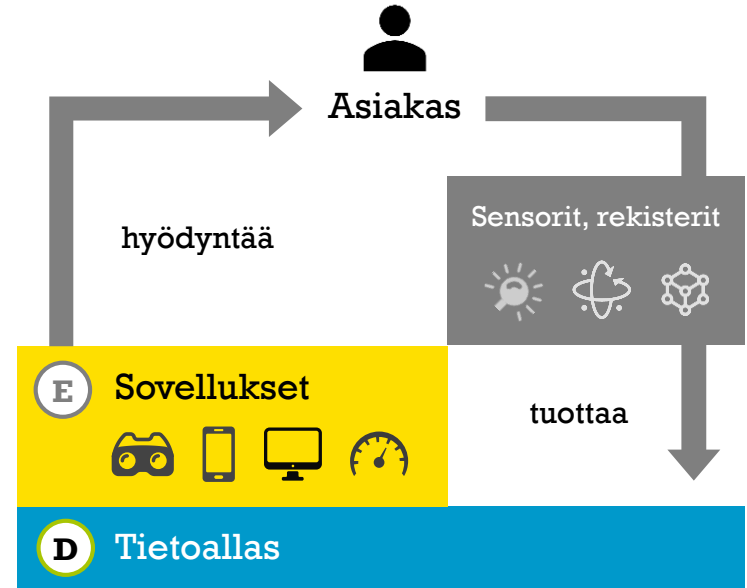 Asiakas
Sensorit, rekisterit
hyödyntää
E Sovellukset
tuottaa
D Tietoallas